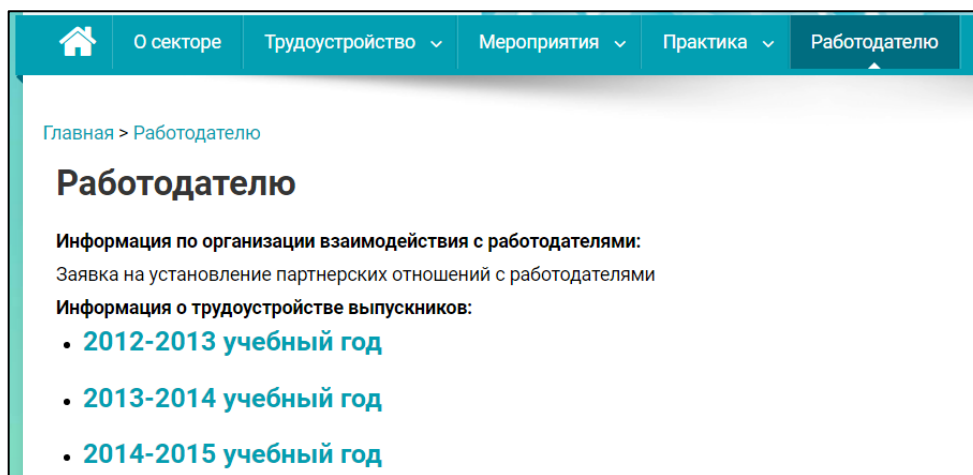 О секторе Трудоустройство Мероприятия Практика Работодателю
Главная > Работодателю
Работодателю
Информация по организации взаимодействия с работодателями:
Заявка на установление партнерских отношений с работодателями
Информация о трудоустройстве выпускников:
• 2012-2013 учебный год
• 2013-2014 учебный год
• 2014-2015 учебный год